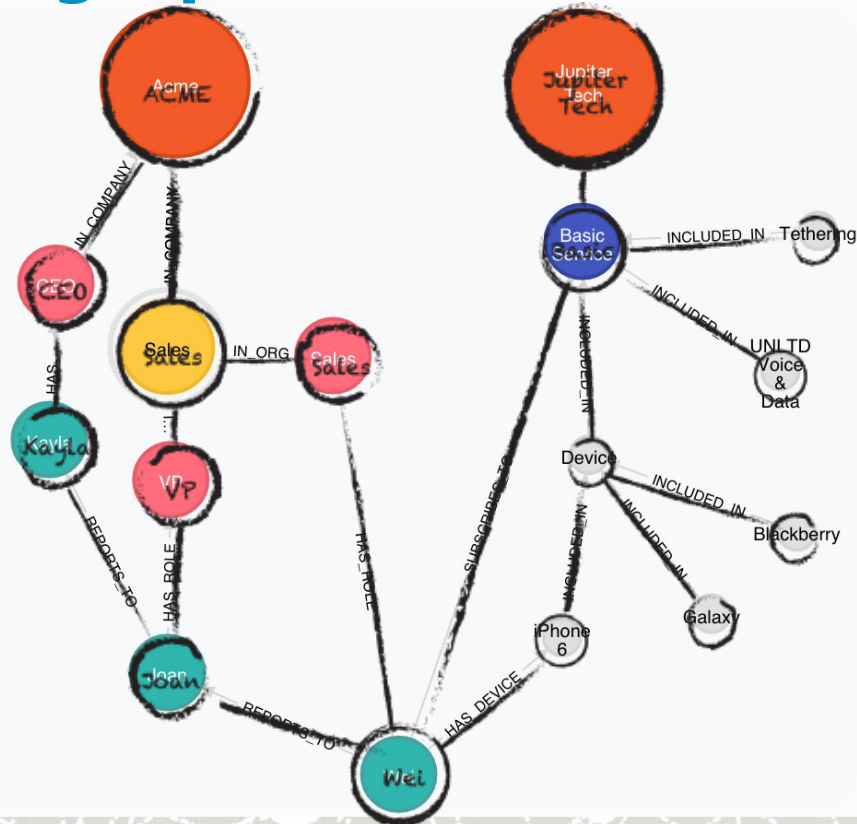 Acme
ACME
Jupiter
Tech
Jupiter
Tech
IN_COMPANY
IN_COMPANY
Basic
Service
Basic
INCLUDED_IN
Tethering
CEO
CEO
INCLUDED_IN
UNLTD
Voice
&
Data
Sales
Sales
IN_ORG
Sales
Sales
INCLUDED_IN
HAS_
Kayla
Kayla
I...
VP
VP
SUBSCRIBES_TO
Device
INCLUDED_IN
Blackberry
REPORTS_TO
HAS_ROLE
HAS_ROLE
INCLUDED_IN
INCLUDED_IN
Galaxy
iPhone
6
Joan
Joan
HAS_DEVICE
REPORTS_TO
Wei